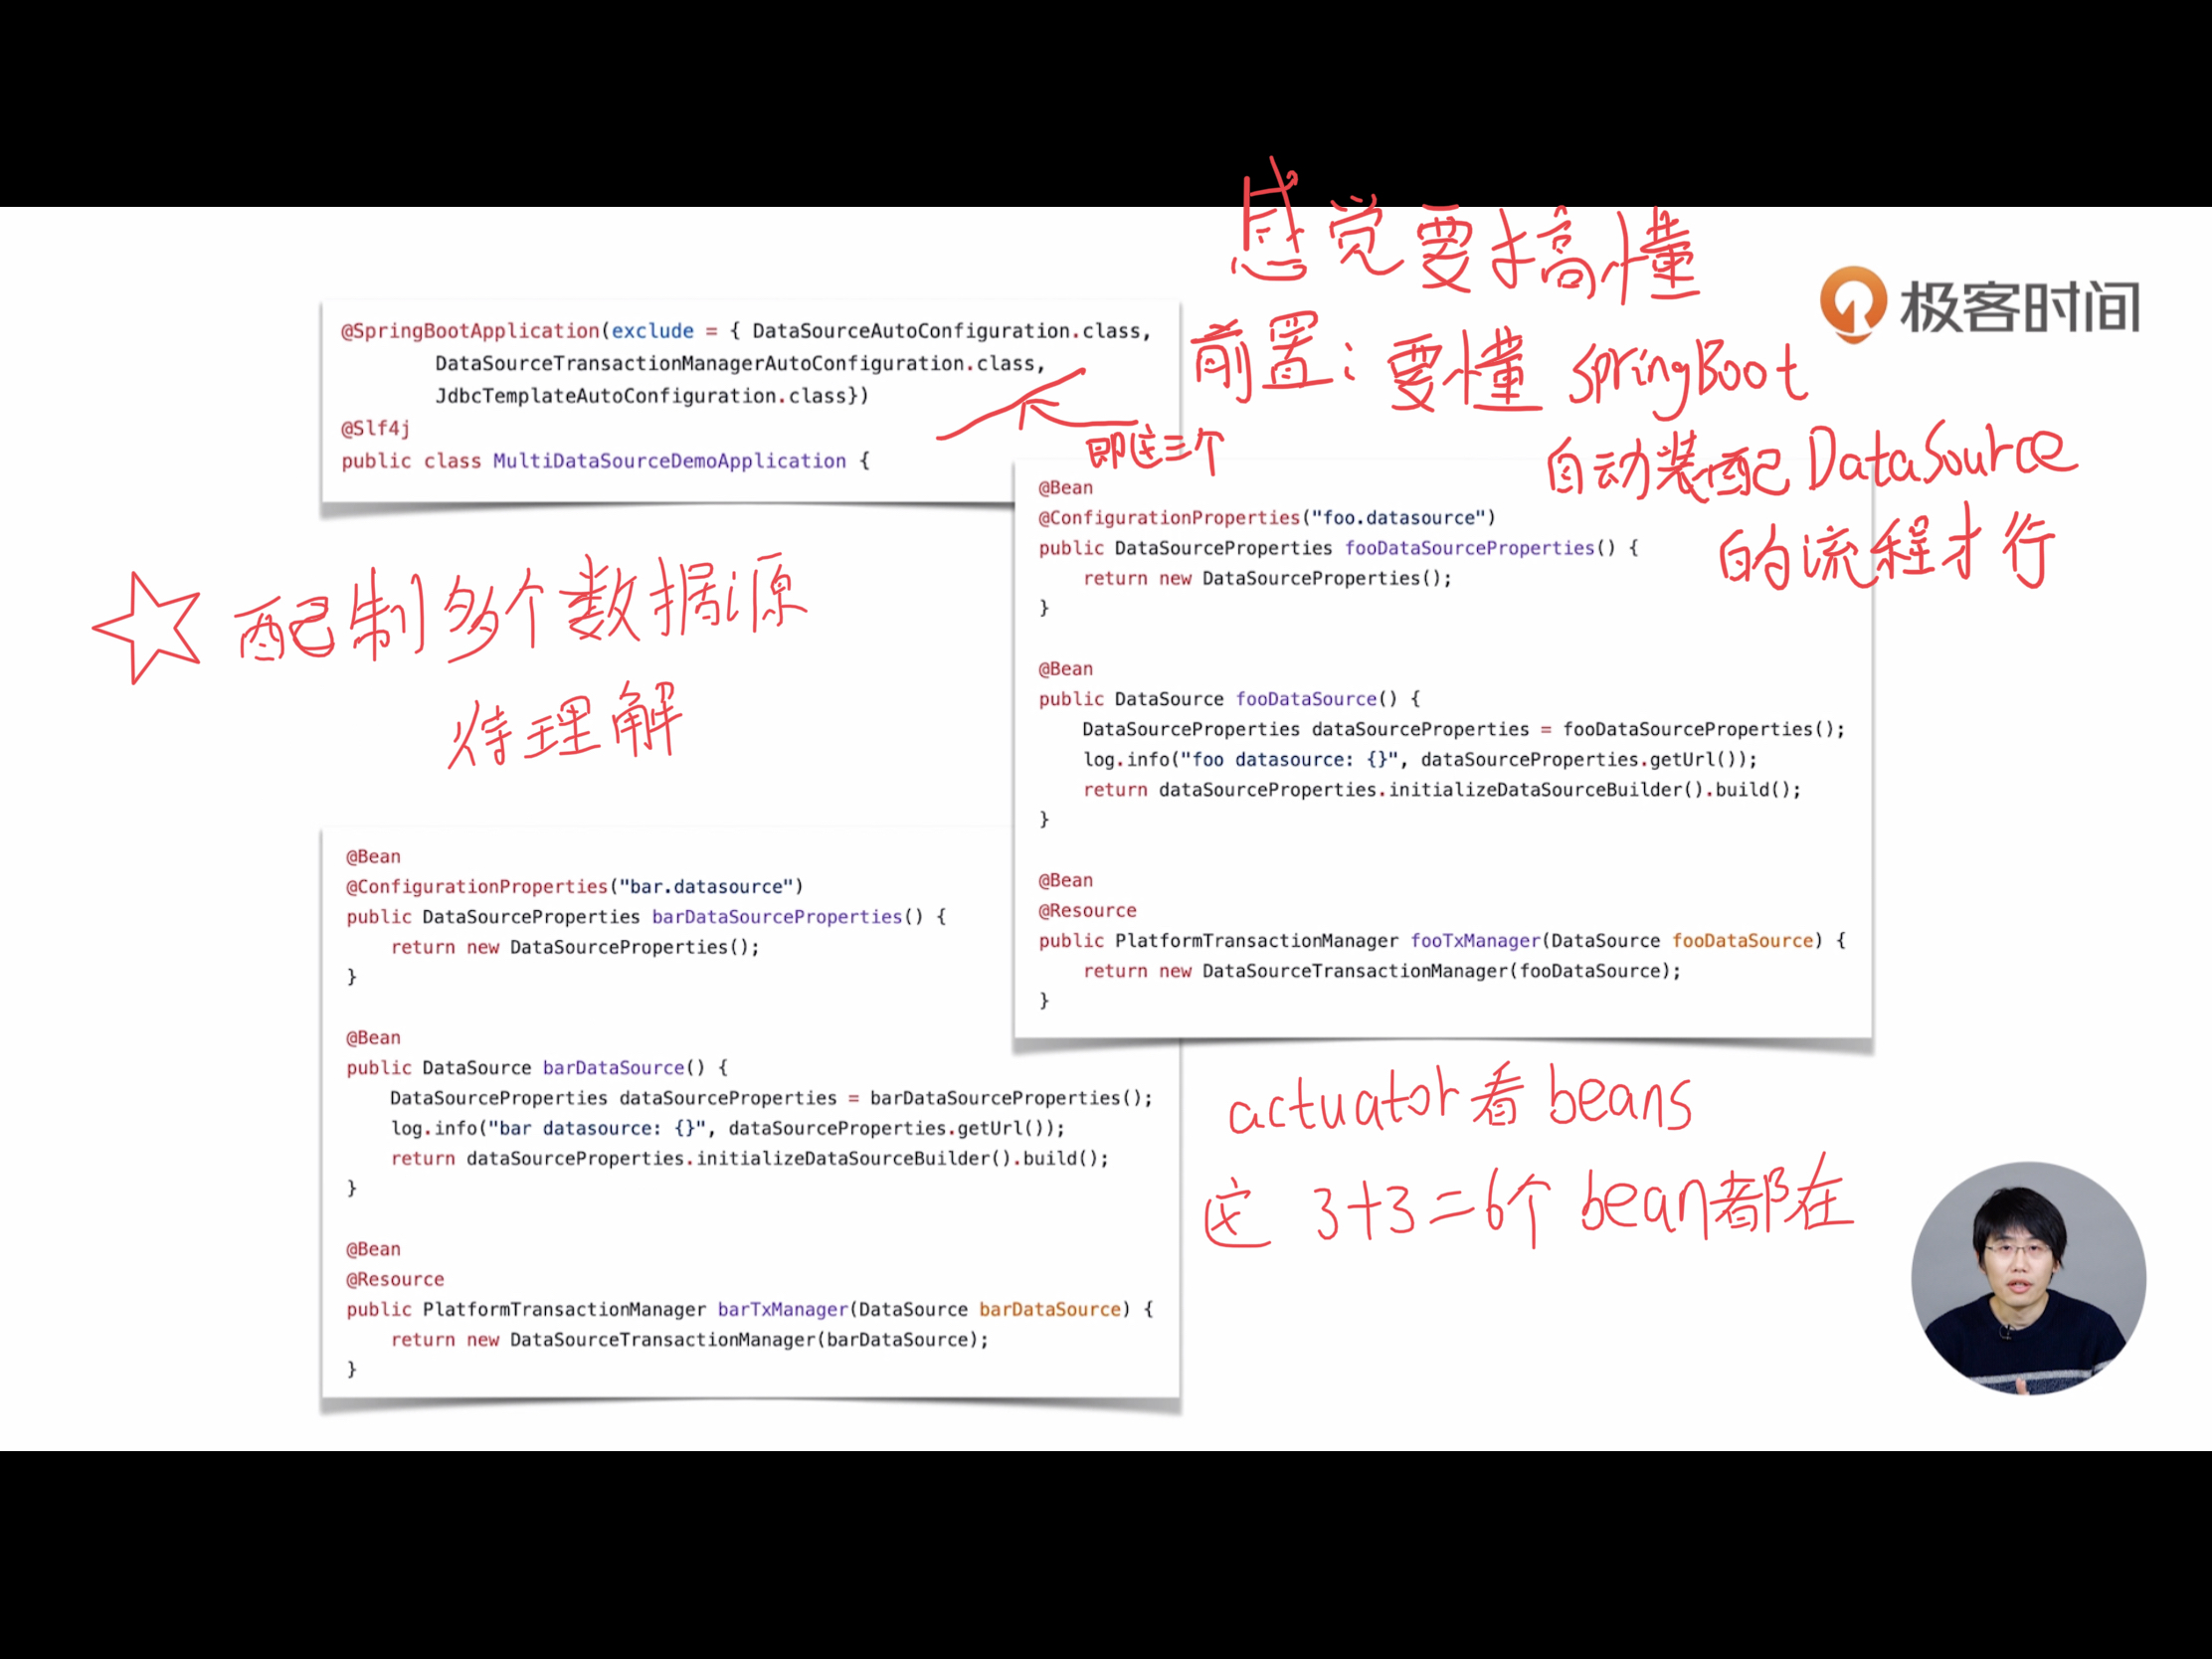 感觉要搞懂
前置：要懂 SpringBoot
自动装配 DataSource
的流程才行
极客时间
@SpringBootApplication(exclude = { DataSourceAutoConfiguration.class,
DataSourceTransactionManagerAutoConfiguration.class,
JdbcTemplateAutoConfiguration.class})
@Slf4j
public class MultiDataSourceDemoApplication {
即这三个
☆ 配制多个数据源
待理解
@Bean
@ConfigurationProperties("foo.datasource")
public DataSourceProperties fooDataSourceProperties() {
return new DataSourceProperties();
}
@Bean
public DataSource fooDataSource() {
DataSourceProperties dataSourceProperties = fooDataSourceProperties();
log.info("foo datasource: {}", dataSourceProperties.getUrl());
return dataSourceProperties.initializeDataSourceBuilder().build();
}
@Bean
@Resource
public PlatformTransactionManager fooTxManager(DataSource fooDataSource) {
return new DataSourceTransactionManager(fooDataSource);
}
@Bean
@ConfigurationProperties("bar.datasource")
public DataSourceProperties barDataSourceProperties() {
return new DataSourceProperties();
}
@Bean
public DataSource barDataSource() {
DataSourceProperties dataSourceProperties = barDataSourceProperties();
log.info("bar datasource: {}", dataSourceProperties.getUrl());
return dataSourceProperties.initializeDataSourceBuilder().build();
}
@Bean
@Resource
public PlatformTransactionManager barTxManager(DataSource barDataSource) {
return new DataSourceTransactionManager(barDataSource);
}
actuator看 beans
这 3+3=6个 bean都在